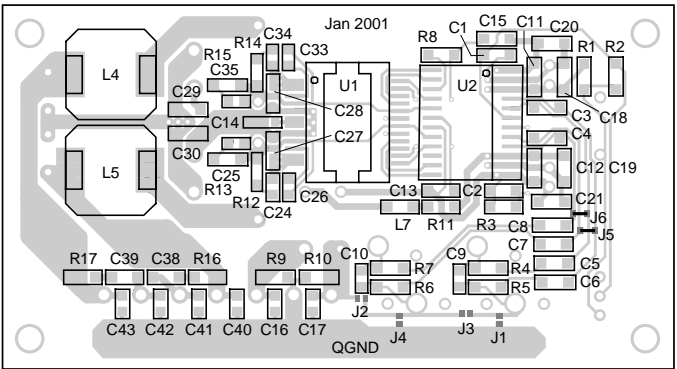 C34 Jan 2001 C1 C15 C11 C20
R14 C33 R8 R1 R2
R15
L4 C35 U1 U2
C29 C28 C3
C18
C14
C27 C4
C30
L5 C12 C19
R13 C25 C13 C2
R12 C24 C26 C21
L7 R11 R3 C8 J6
J5
C7
R17 C39 C38 R16 R9 R10 C10 R7 C9 R4 C5
R6 R5 C6
J2
C43 C42 C41 C40 C16 C17 J4 J3 J1
QGND